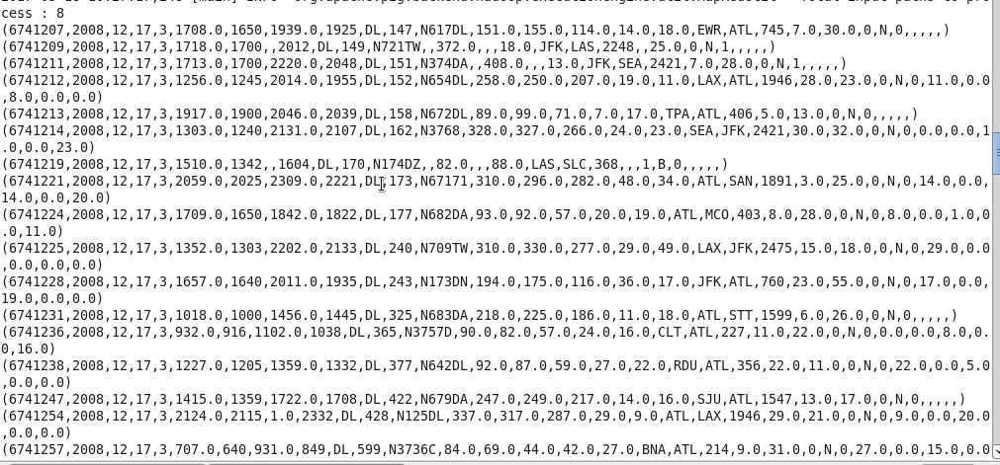 cess : 8
(6741207,2008,12,17,3,1708.0,1650,1939.0,1925,DL,147,N617DL,151.0,155.0,114.0,14.0,18.0,EWR,ATL,745,7.0,30.0,0,N,0,,,,,)
(6741209,2008,12,17,3,1718.0,1700,,2012,DL,149,N721TW,,372.0,,,18.0,JFK,LAS,2248,,25.0,0,N,1,,,,,)
(6741211,2008,12,17,3,1713.0,1700,2220.0,2048,DL,151,N374DA,,408.0,,,13.0,JFK,SEA,2421,7.0,28.0,0,N,1,,,,,)
(6741212,2008,12,17,3,1256.0,1245,2014.0,1955,DL,152,N654DL,258.0,250.0,207.0,19.0,11.0,LAX,ATL,1946,28.0,23.0,0,N,0,11.0,0.0
,8.0,0.0,0.0)
(6741213,2008,12,17,3,1917.0,1900,2046.0,2039,DL,158,N672DL,89.0,99.0,71.0,7.0,17.0,TPA,ATL,406,5.0,13.0,0,N,0,,,,,)
(6741214,2008,12,17,3,1303.0,1240,2131.0,2107,DL,162,N3768,328.0,327.0,266.0,24.0,23.0,SEA,JFK,2421,30.0,32.0,0,N,0,0.0,0.0,1
.0,0.0,23.0)
(6741219,2008,12,17,3,1510.0,1342,,1604,DL,170,N174DZ,,82.0,,,88.0,LAS,SLC,368,,,1,B,0,,,,,)
(6741221,2008,12,17,3,2059.0,2025,2309.0,2221,DL,173,N67171,310.0,296.0,282.0,48.0,34.0,ATL,SAN,1891,3.0,25.0,0,N,0,14.0,0.0,
14.0,0.0,20.0)
(6741224,2008,12,17,3,1709.0,1650,1842.0,1822,DL,177,N682DA,93.0,92.0,57.0,20.0,19.0,ATL,MCO,403,8.0,28.0,0,N,0,8.0,0.0,1.0,0
.0,11.0)
(6741225,2008,12,17,3,1352.0,1303,2202.0,2133,DL,240,N709TW,310.0,330.0,277.0,29.0,49.0,LAX,JFK,2475,15.0,18.0,0,N,0,29.0,0.0
,0.0,0.0,0.0)
(6741228,2008,12,17,3,1657.0,1640,2011.0,1935,DL,243,N173DN,194.0,175.0,116.0,36.0,17.0,JFK,ATL,760,23.0,55.0,0,N,0,17.0,0.0,
19.0,0.0,0.0)
(6741231,2008,12,17,3,1018.0,1000,1456.0,1445,DL,325,N683DA,218.0,225.0,186.0,11.0,18.0,ATL,STT,1599,6.0,26.0,0,N,0,,,,,)
(6741236,2008,12,17,3,932.0,916,1102.0,1038,DL,365,N3757D,90.0,82.0,57.0,24.0,16.0,CLT,ATL,227,11.0,22.0,0,N,0,0.0,0.0,8.0,0.
0,16.0)
(6741238,2008,12,17,3,1227.0,1205,1359.0,1332,DL,377,N642DL,92.0,87.0,59.0,27.0,22.0,RDU,ATL,356,22.0,11.0,0,N,0,22.0,0.0,5.0
,0.0,0.0)
(6741247,2008,12,17,3,1415.0,1359,1722.0,1708,DL,422,N679DA,247.0,249.0,217.0,14.0,16.0,SJU,ATL,1547,13.0,17.0,0,N,0,,,,,)
(6741254,2008,12,17,3,2124.0,2115,1.0,2332,DL,428,N125DL,337.0,317.0,287.0,29.0,9.0,ATL,LAX,1946,29.0,21.0,0,N,0,9.0,0.0,20.0
,0.0,0.0)
(6741257,2008,12,17,3,707.0,640,931.0,849,DL,599,N3736C,84.0,69.0,44.0,42.0,27.0,BNA,ATL,214,9.0,31.0,0,N,0,27.0,0.0,15.0,0.0